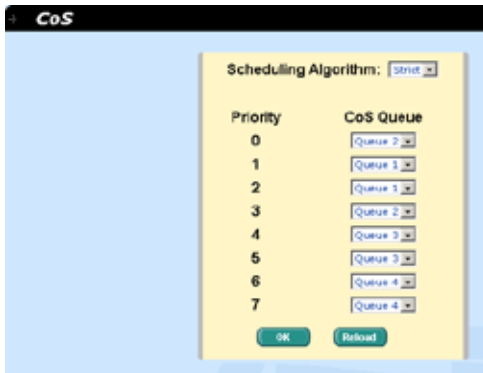 CoS
Scheduling Algorithm: Strict
Priority CoS Queue
0 Queue 2
1 Queue 1
2 Queue 1
3 Queue 2
4 Queue 3
5 Queue 3
6 Queue 4
7 Queue 4
OK Reload